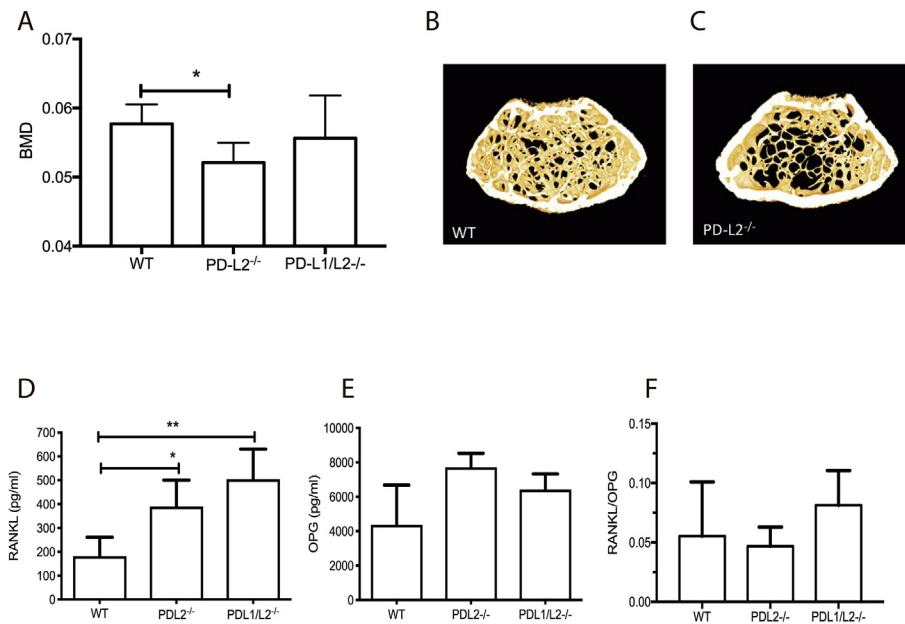 A
B
C
0.07
0.06
0.05
0.04
BMD
*
WT
PD-L2-/-
PD-L1/L2-/-
WT
PD-L2-/-
D
E
F
700
600
500
400
300
200
100
0
RANKL (pg/ml)
**
*
WT
PDL2-/-
PDL1/L2-/-
10000
8000
6000
4000
2000
0
OPG (pg/ml)
WT
PDL2-/-
PDL1/L2-/-
0.15
0.10
0.05
0.00
RANKL/OPG
WT
PDL2-/-
PDL1/L2-/-